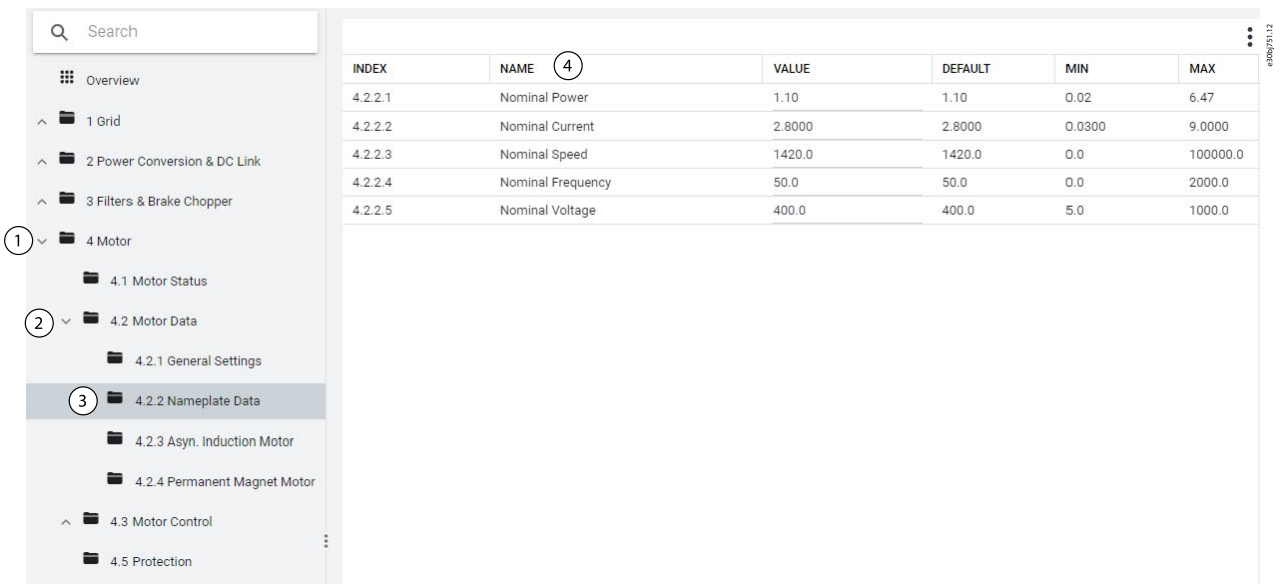 Search
Overview
1 Grid
2 Power Conversion & DC Link
3 Filters & Brake Chopper
1
4 Motor
4.1 Motor Status
2
4.2 Motor Data
4.2.1 General Settings
3
4.2.2 Nameplate Data
4.2.3 Asyn. Induction Motor
4.2.4 Permanent Magnet Motor
4.3 Motor Control
4.5 Protection
INDEX NAME 4 VALUE DEFAULT MIN MAX
4.2.2.1 Nominal Power 1.10 1.10 0.02 6.47
4.2.2.2 Nominal Current 2.8000 2.8000 0.0300 9.0000
4.2.2.3 Nominal Speed 1420.0 1420.0 0.0 100000.0
4.2.2.4 Nominal Frequency 50.0 50.0 0.0 2000.0
4.2.2.5 Nominal Voltage 400.0 400.0 5.0 1000.0
e30bj751.12